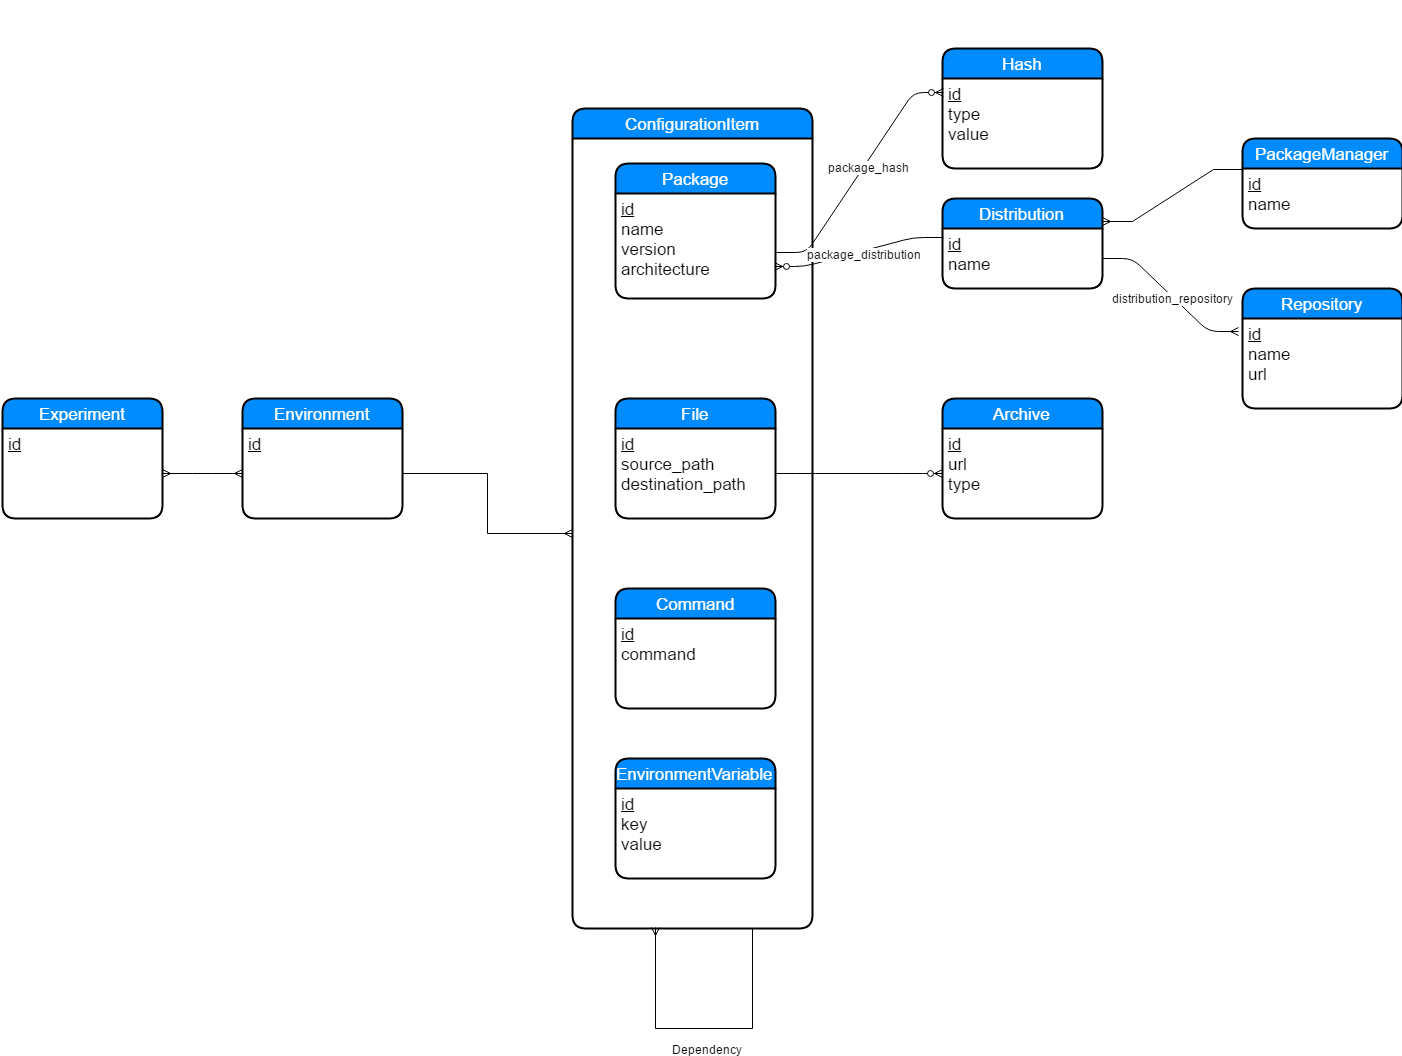 Hash
id
type
value
ConfigurationItem
Package
id
name
version
architecture
package_hash
package_distribution
Distribution
id
name
PackageManager
id
name
distribution_repository
Repository
id
name
url
Experiment
id
Environment
id
File
id
source_path
destination_path
Archive
id
url
type
Command
id
command
EnvironmentVariable
id
key
value
Dependency